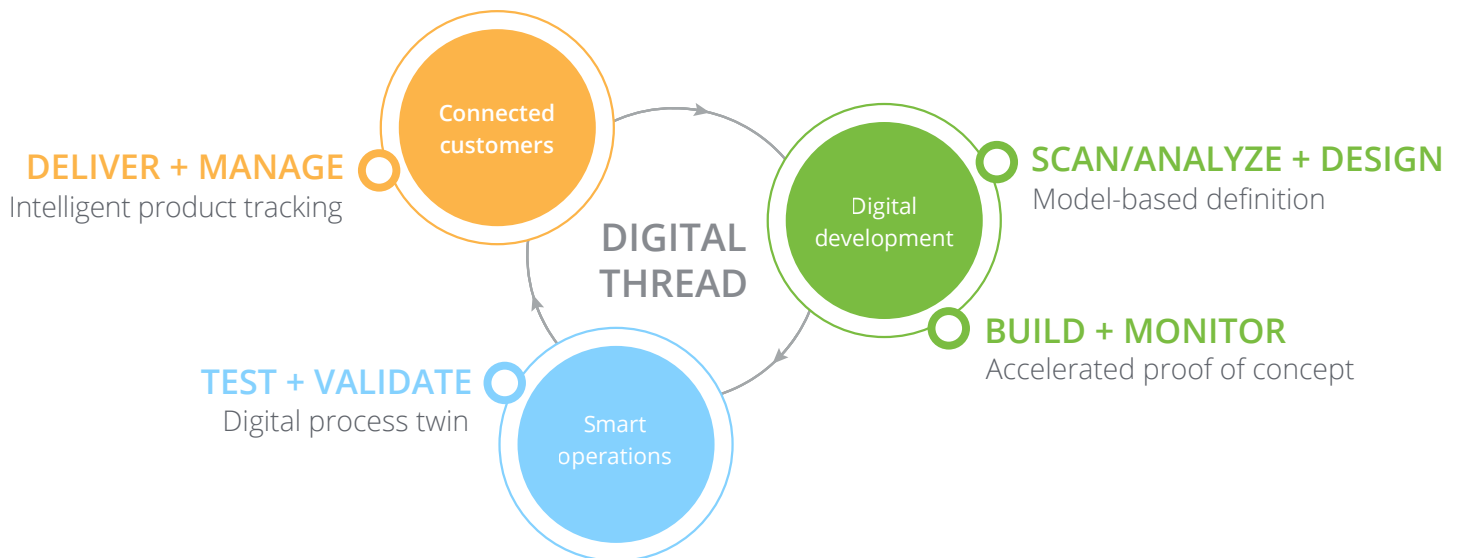 Connected
customers
DELIVER + MANAGE
Intelligent product tracking
SCAN/ANALYZE + DESIGN
Model-based definition
Digital
development
DIGITAL
THREAD
BUILD + MONITOR
Accelerated proof of concept
TEST + VALIDATE
Digital process twin
Smart
operations